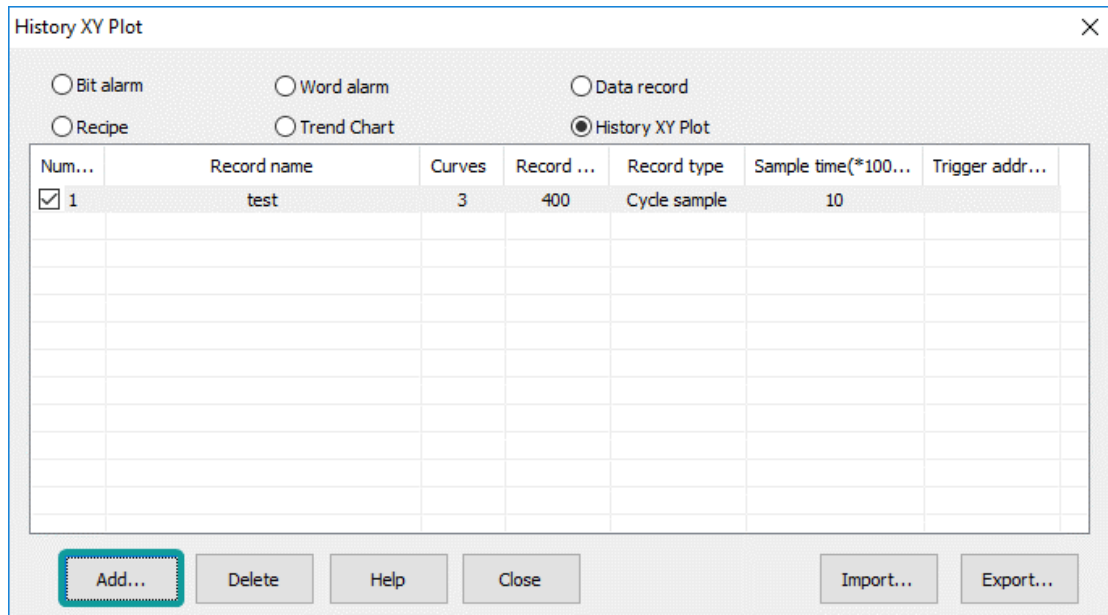 History XY Plot
Bit alarm Word alarm Data record
Recipe Trend Chart History XY Plot
Num... Record name Curves Record ... Record type Sample time(*100... Trigger addr...
1 test 3 400 Cycle sample 10
Add... Delete Help Close Import... Export...